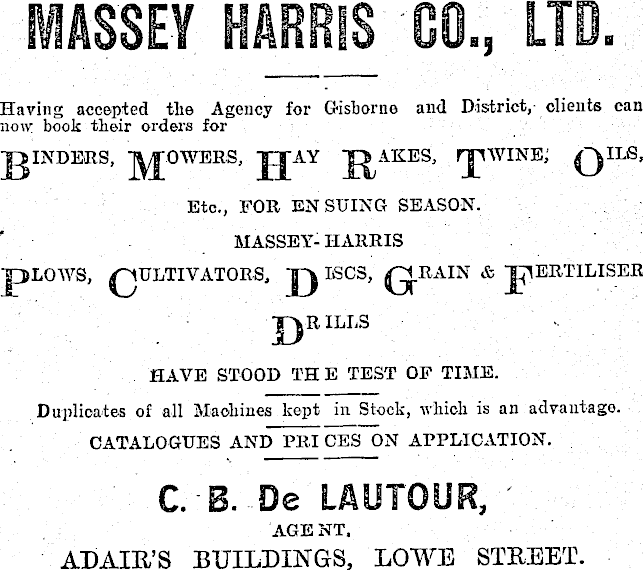 MASSEY HARRIS CO., LTD.
Having accepted the Agency for Gisborne and District, clients can
now book their orders for
BINDERS, MOWERS, HAY RAKES, TWINE, OILS,
Etc., FOR ENSUING SEASON.
MASSEY-HARRIS
PLOWS, CULTIVATORS, DISCS, GRAIN & FERTILISER
DRILLS
HAVE STOOD THE TEST OF TIME.
Duplicates of all Machines kept in Stock, which is an advantage.
CATALOGUES AND PRICES ON APPLICATION.
C. B. De LAUTOUR,
AGENT.
ADAIR'S BUILDINGS, LOWE STREET.